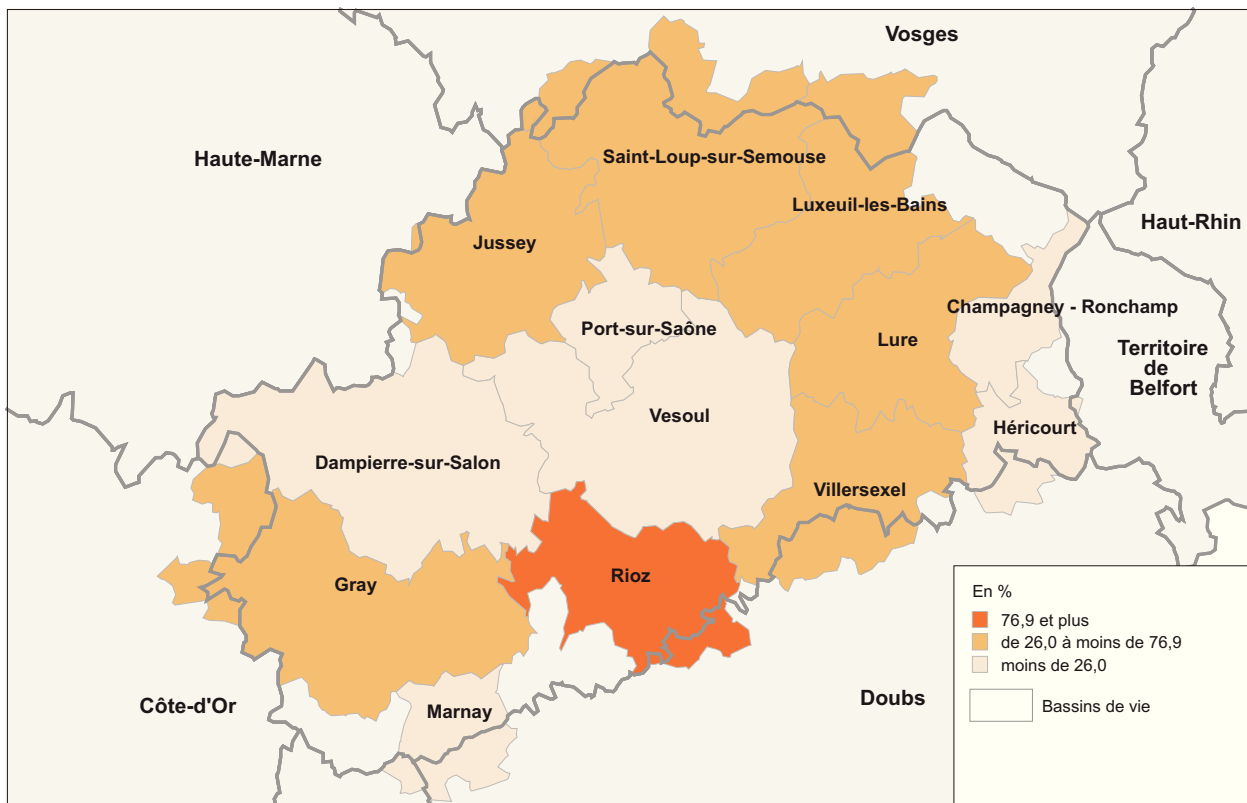 Vosges
Haute-Marne
Saint-Loup-sur-Semouse
Luxeuil-les-Bains
Haut-Rhin
Jussey
Champagney - Ronchamp
Port-sur-Saône
Lure
Territoire
de
Belfort
Vesoul
Héricourt
Dampierre-sur-Salon
Villersexel
Rioz
Gray
En %
76,9 et plus
de 26,0 à moins de 76,9
moins de 26,0
Bassins de vie
Côte-d'Or
Marnay
Doubs